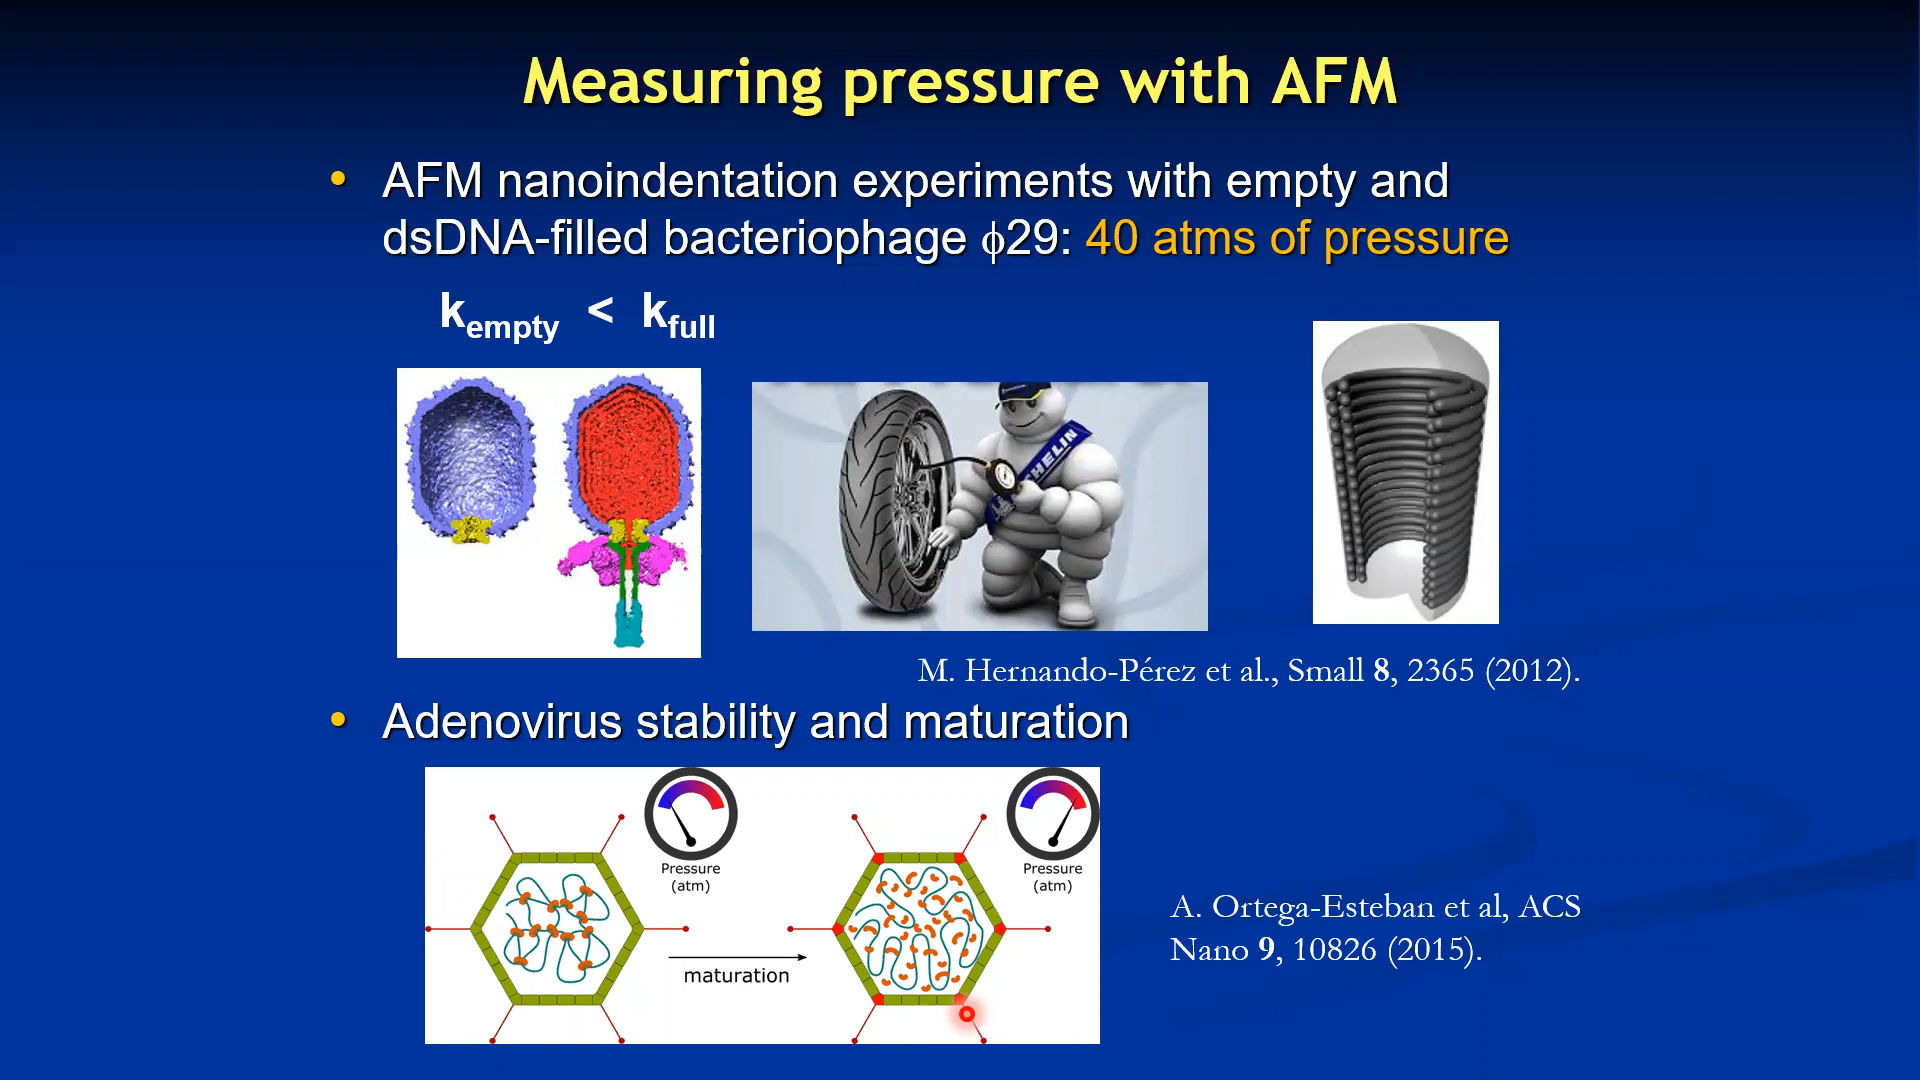 Measuring pressure with AFM
• AFM nanoindentation experiments with empty and
dsDNA-filled bacteriophage ϕ29: 40 atms of pressure
kempty < kfull
HELIN
M. Hernando-Pérez et al., Small 8, 2365 (2012).
• Adenovirus stability and maturation
Pressure
(atm)
Pressure
(atm)
maturation
A. Ortega-Esteban et al, ACS
Nano 9, 10826 (2015).